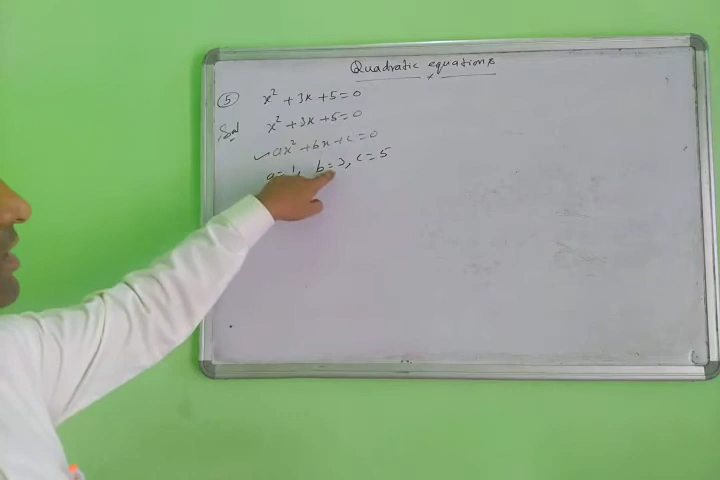 Quadratic equations
⑤ x² + 3x + 5 = 0
Sol x² + 3x + 5 = 0
✓ ax² + bx + c = 0
a = 1, b = 3, c = 5